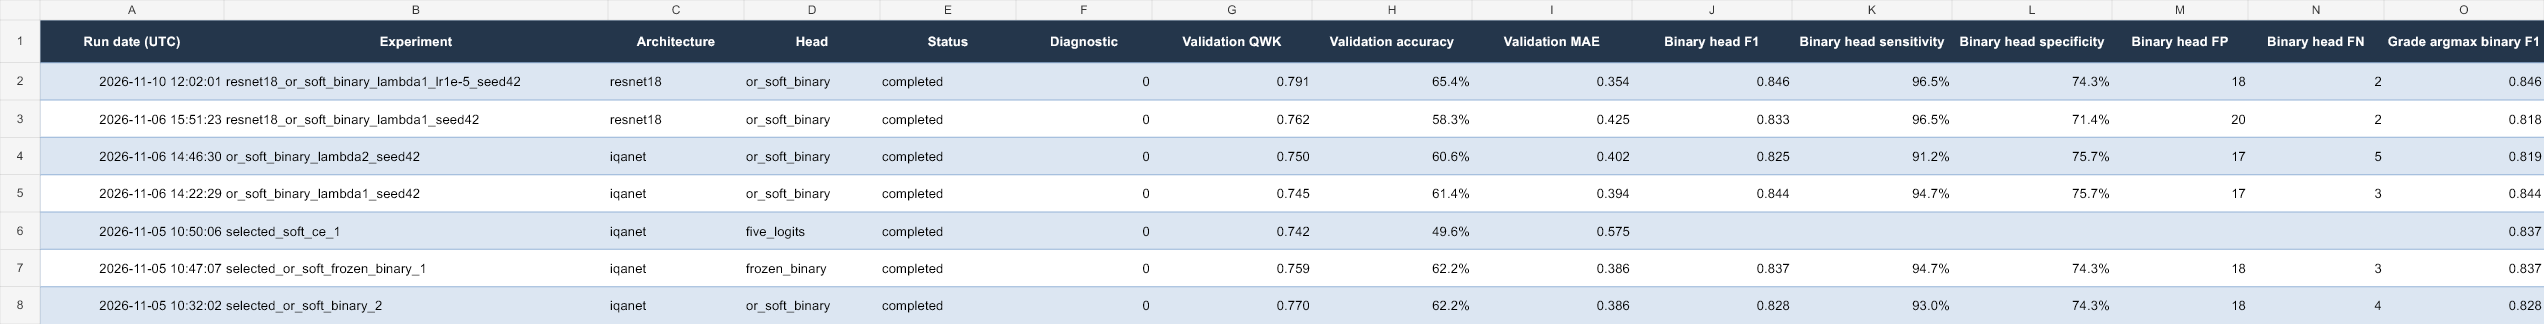 A B C D E F G H I J K L M N O
1 Run date (UTC) Experiment Architecture Head Status Diagnostic Validation QWK Validation accuracy Validation MAE Binary head F1 Binary head sensitivity Binary head specificity Binary head FP Binary head FN Grade argmax binary F1
2 2026-11-10 12:02:01 resnet18_or_soft_binary_lambda1_lr1e-5_seed42 resnet18 or_soft_binary completed 0 0.791 65.4% 0.354 0.846 96.5% 74.3% 18 2 0.846
3 2026-11-06 15:51:23 resnet18_or_soft_binary_lambda1_seed42 resnet18 or_soft_binary completed 0 0.762 58.3% 0.425 0.833 96.5% 71.4% 20 2 0.818
4 2026-11-06 14:46:30 or_soft_binary_lambda2_seed42 iqanet or_soft_binary completed 0 0.750 60.6% 0.402 0.825 91.2% 75.7% 17 5 0.819
5 2026-11-06 14:22:29 or_soft_binary_lambda1_seed42 iqanet or_soft_binary completed 0 0.745 61.4% 0.394 0.844 94.7% 75.7% 17 3 0.844
6 2026-11-05 10:50:06 selected_soft_ce_1 iqanet five_logits completed 0 0.742 49.6% 0.575 0.837
7 2026-11-05 10:47:07 selected_or_soft_frozen_binary_1 iqanet frozen_binary completed 0 0.759 62.2% 0.386 0.837 94.7% 74.3% 18 3 0.837
8 2026-11-05 10:32:02 selected_or_soft_binary_2 iqanet or_soft_binary completed 0 0.770 62.2% 0.386 0.828 93.0% 74.3% 18 4 0.828